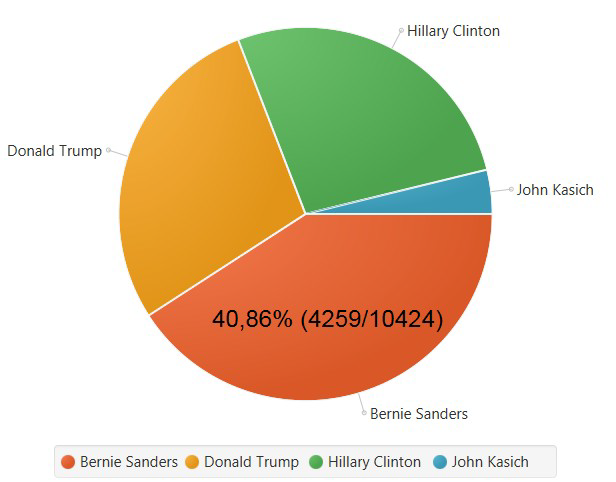 Hillary Clinton
Donald Trump
John Kasich
40,86% (4259/10424)
Bernie Sanders
Bernie Sanders Donald Trump Hillary Clinton John Kasich